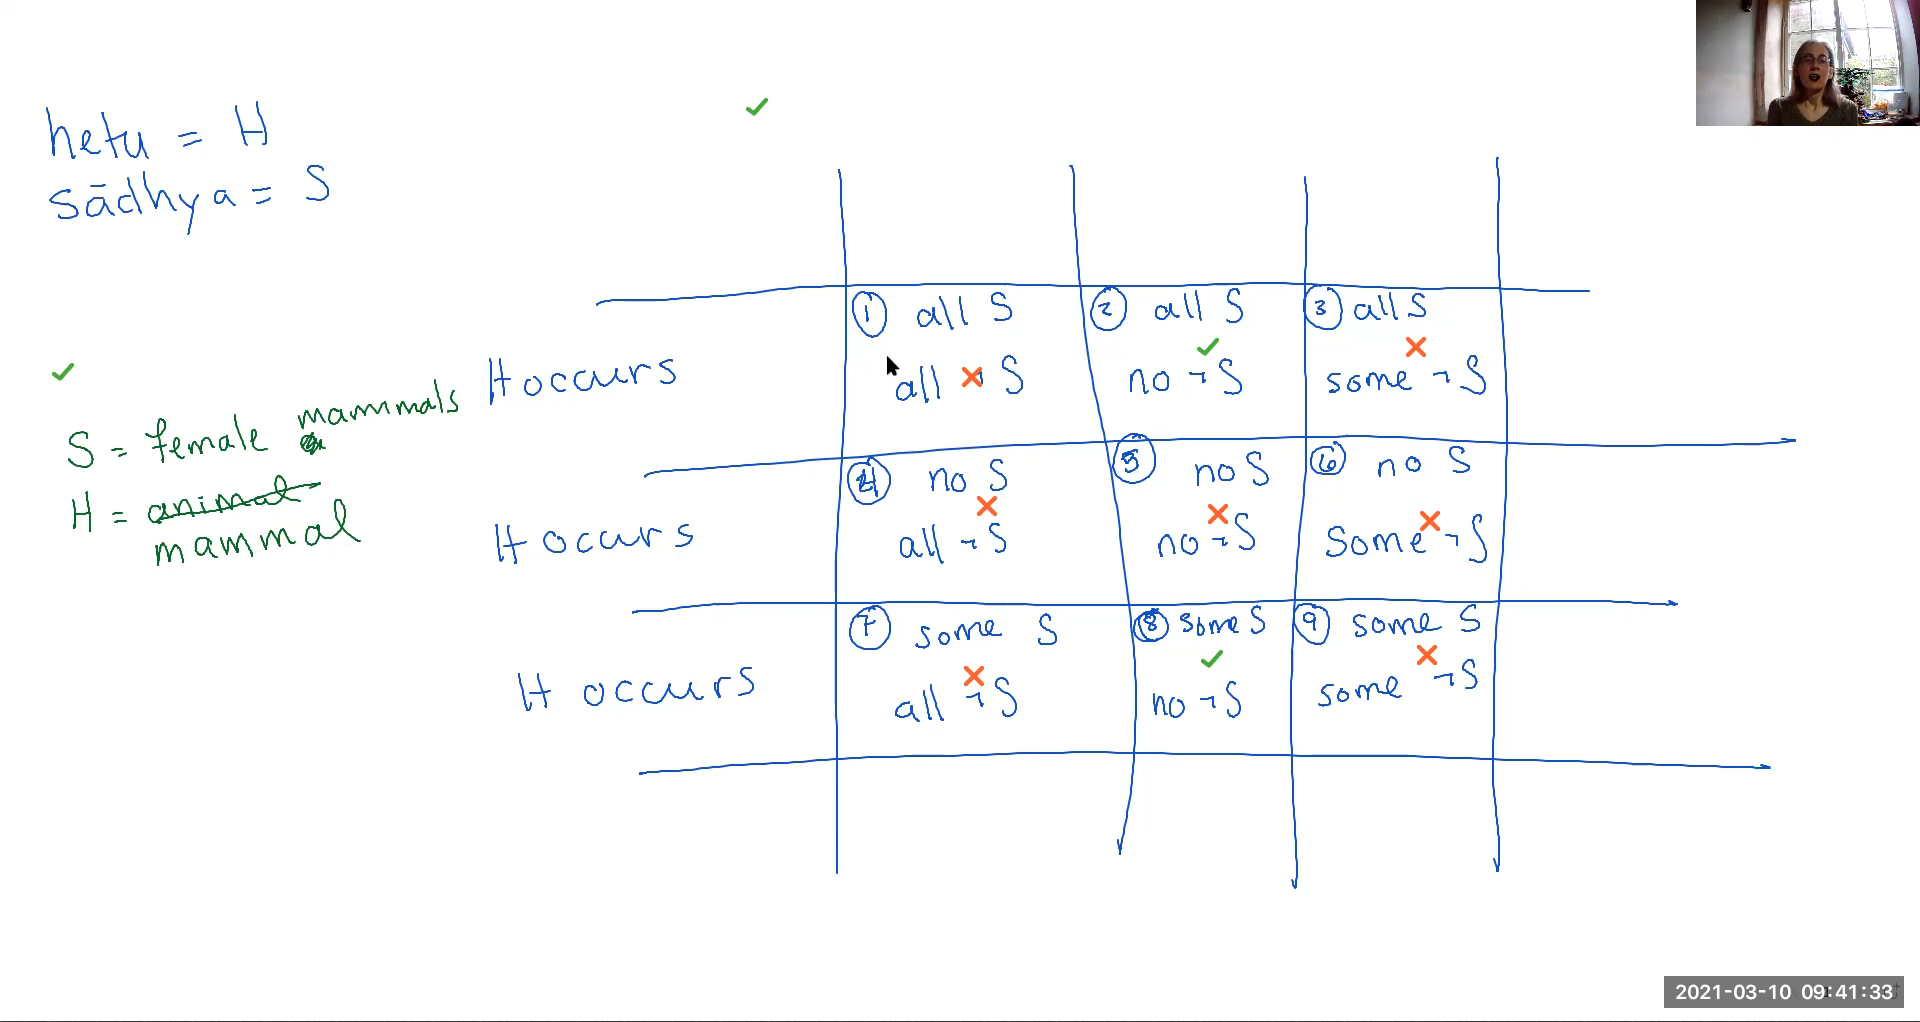 hetu = H
sādhya = S
S = female mammals
H = animal
mammal
H occurs
① all S
all ¬ S
② all S
no ¬ S
③ all S
some ¬ S
H occurs
④ no S
all ¬ S
⑤ no S
no ¬ S
⑥ no S
Some ¬ S
H occurs
⑦ some S
all ¬ S
⑧ some S
no ¬ S
⑨ some S
some ¬ S
2021-03-10 09:41:33